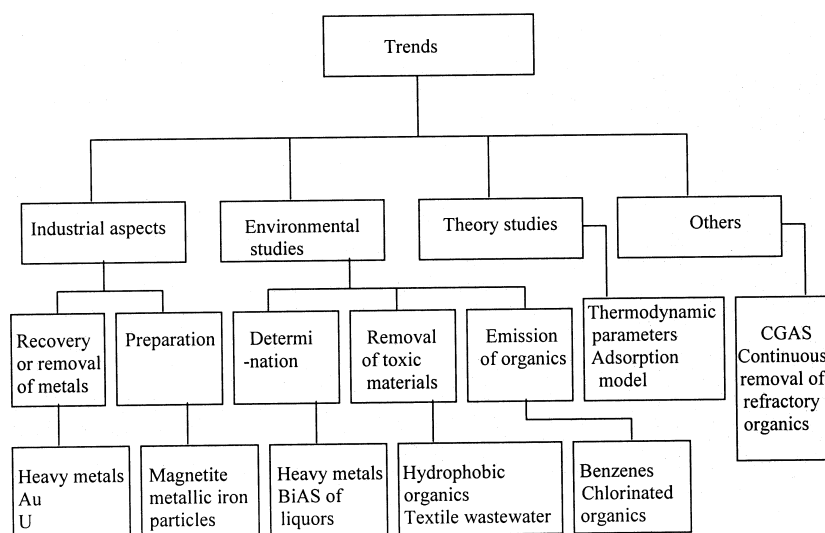 Trends
Industrial aspects
Environmental
studies
Theory studies
Others
Recovery
or removal
of metals
Preparation
Determi
-nation
Removal
of toxic
materials
Emission
of organics
Thermodynamic
parameters
Adsorption
model
CGAS
Continuous
removal of
refractory
organics
Heavy metals
Au
U
Magnetite
metallic iron
particles
Heavy metals
BiAS of
liquors
Hydrophobic
organics
Textile wastewater
Benzenes
Chlorinated
organics